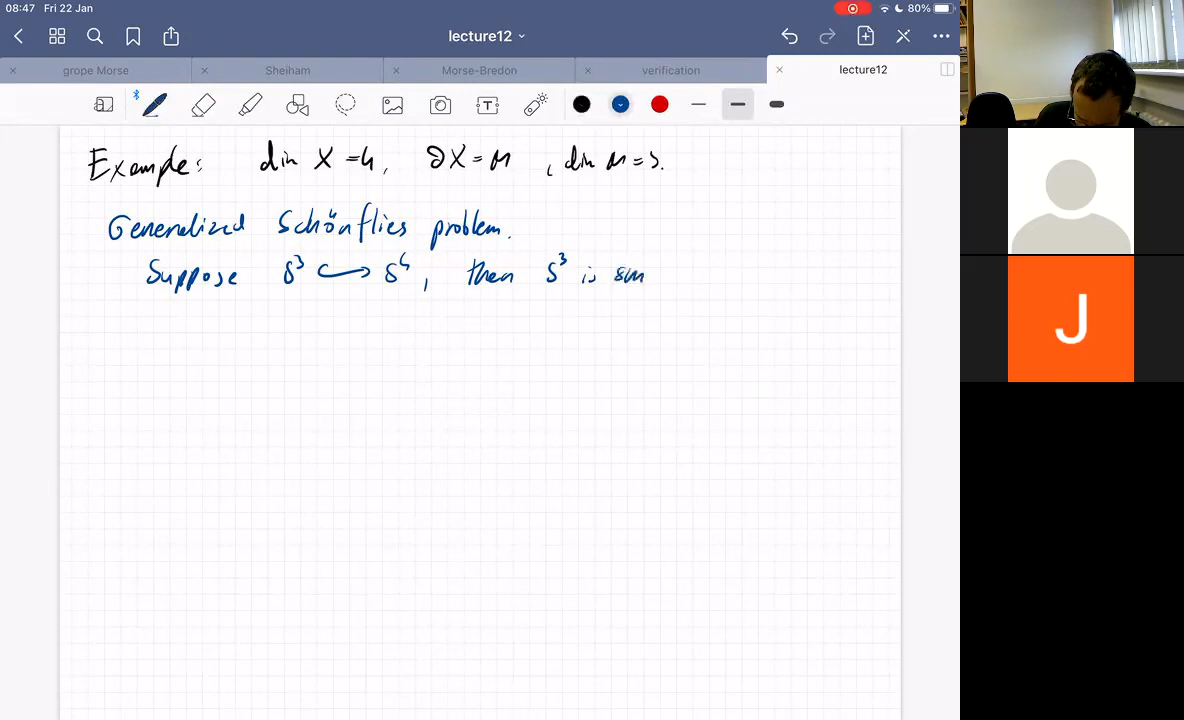 08:47 Fri 22 Jan
80%
lecture12
grope Morse
Sheiham
Morse-Bredon
verification
lecture12
Example: dim X = 4, ∂X = M, dim M = 3.
Generalized Schönflies problem.
Suppose S³ ↪ S⁴, then S³ is sm
J